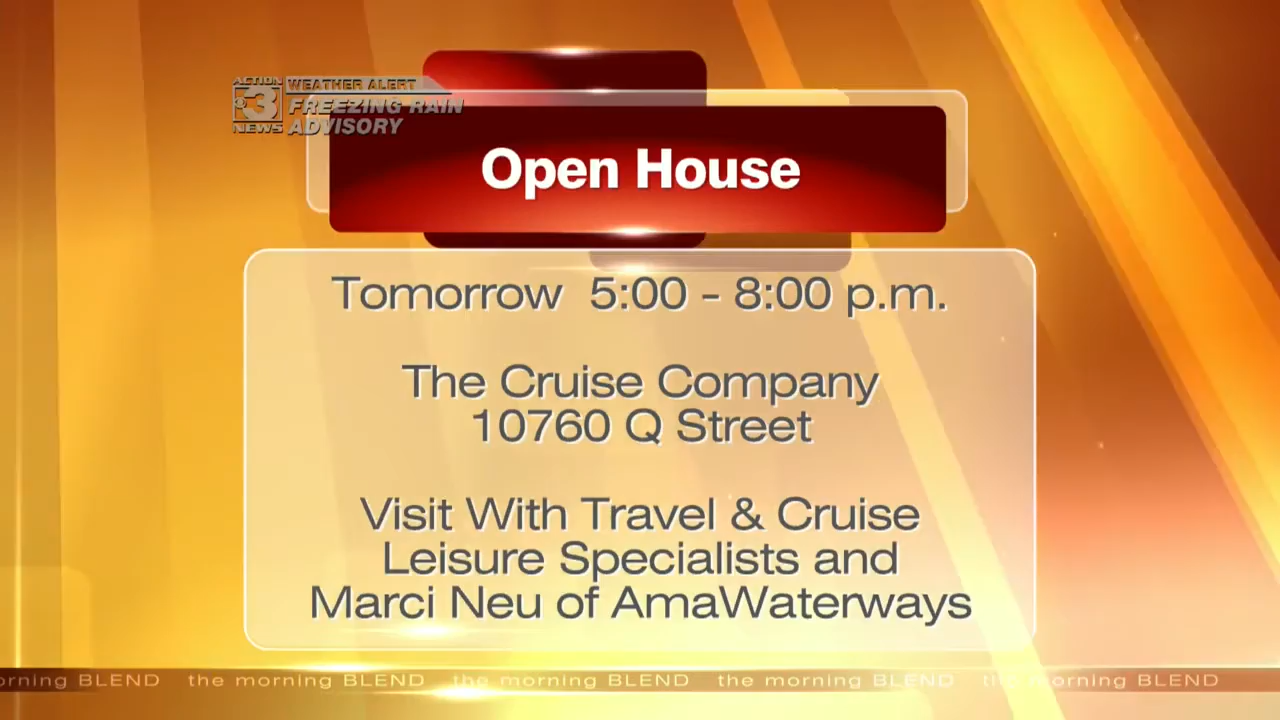 ACTION
3
NEWS
WEATHER ALERT
FREEZING RAIN
ADVISORY
Open House
Tomorrow 5:00 - 8:00 p.m.
The Cruise Company
10760 Q Street
Visit With Travel & Cruise
Leisure Specialists and
Marci Neu of AmaWaterways
orning BLEND the morning BLEND the morning BLEND the morning BLEND the morning BLEND